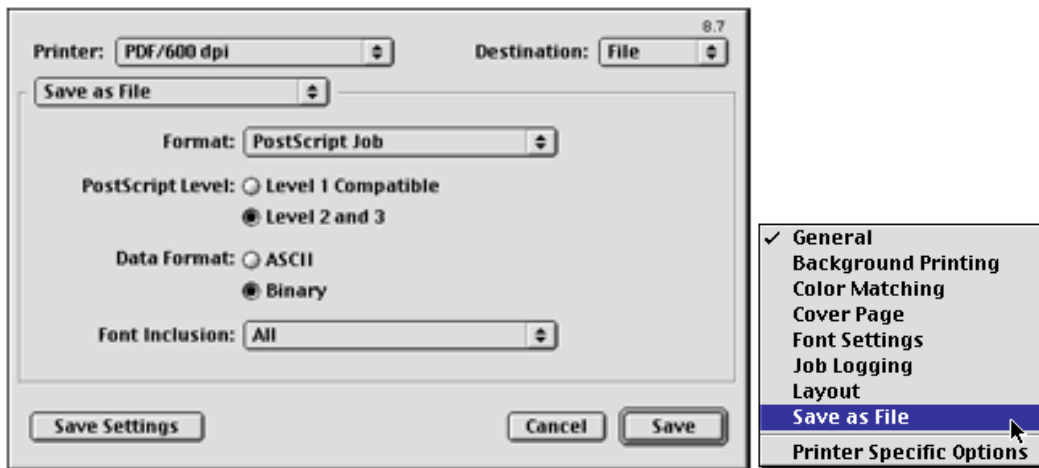 8.7
Printer: PDF/600 dpi Destination: File
Save as File
Format: PostScript Job
PostScript Level: Level 1 Compatible
Level 2 and 3
Data Format: ASCII
Binary
Font Inclusion: All
Save Settings Cancel Save
General
Background Printing
Color Matching
Cover Page
Font Settings
Job Logging
Layout
Save as File
Printer Specific Options